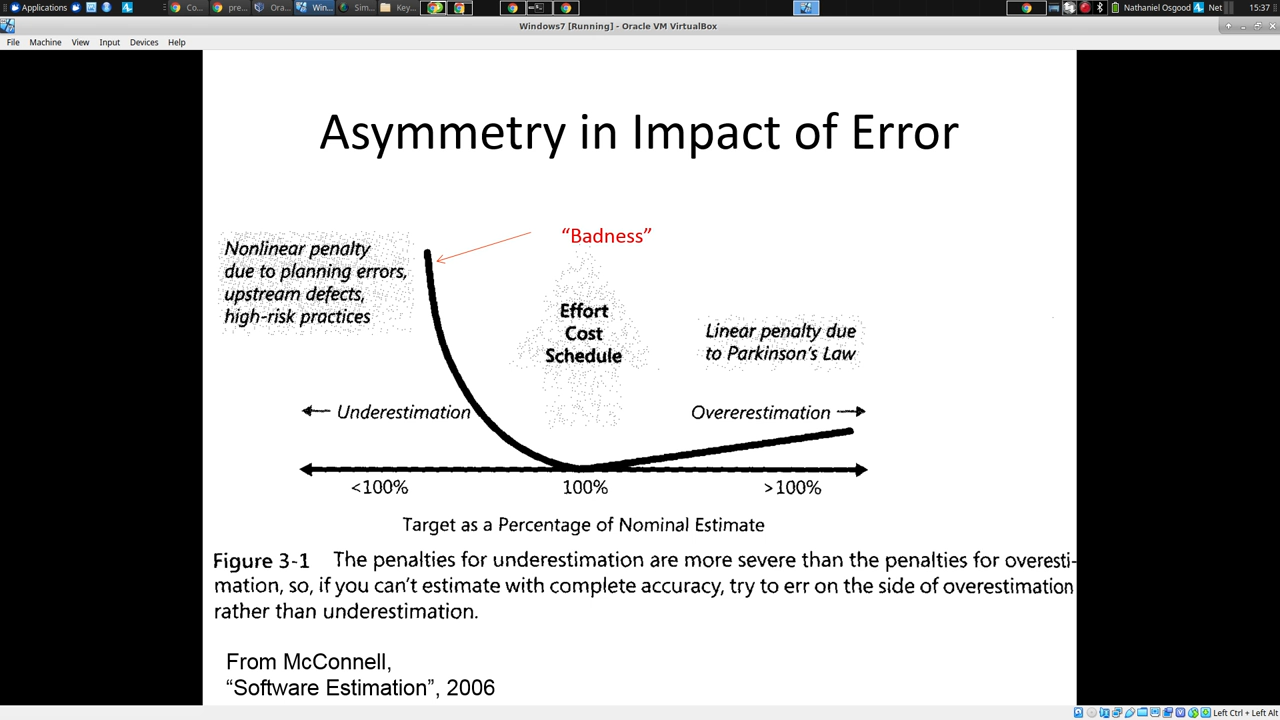 Applications
Co...
pre...
Ora...
Win...
Sim...
Key...
Nathaniel Osgood
Net
15:37
Windows7 [Running] - Oracle VM VirtualBox
File Machine View Input Devices Help
Asymmetry in Impact of Error
“Badness”
Nonlinear penalty
due to planning errors,
upstream defects,
high-risk practices
Effort
Cost
Schedule
Linear penalty due
to Parkinson’s Law
Underestimation
Overerestimation
<100%
100%
>100%
Target as a Percentage of Nominal Estimate
Figure 3-1 The penalties for underestimation are more severe than the penalties for overesti-
mation, so, if you can’t estimate with complete accuracy, try to err on the side of overestimation
rather than underestimation.
From McConnell,
“Software Estimation”, 2006
Left Ctrl + Left Alt